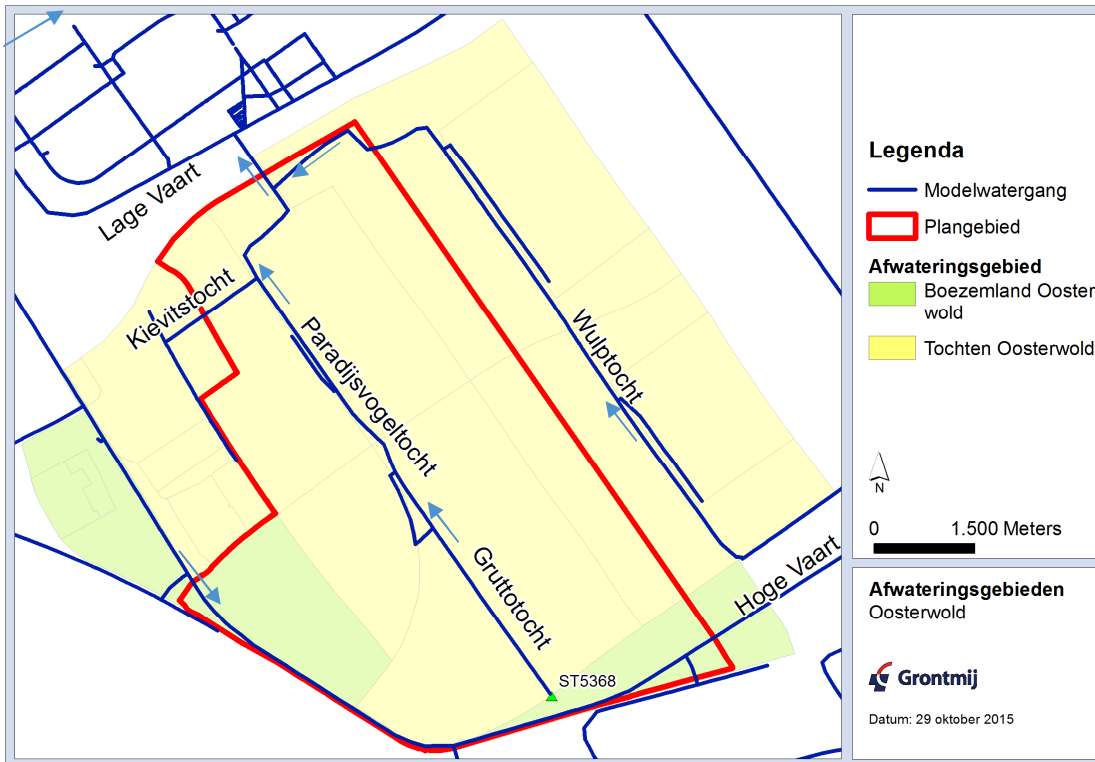 Lage Vaart
Kievitstocht
Paradijsvogeltocht
Wulptocht
Gruttotocht
Hoge Vaart
ST5368
Legenda
Modelwatergang
Plangebied
Afwateringsgebied
Boezemland Ooster
wold
Tochten Oosterwold
N
0 1.500 Meters
Afwateringsgebieden
Oosterwold
Grontmij
Datum: 29 oktober 2015